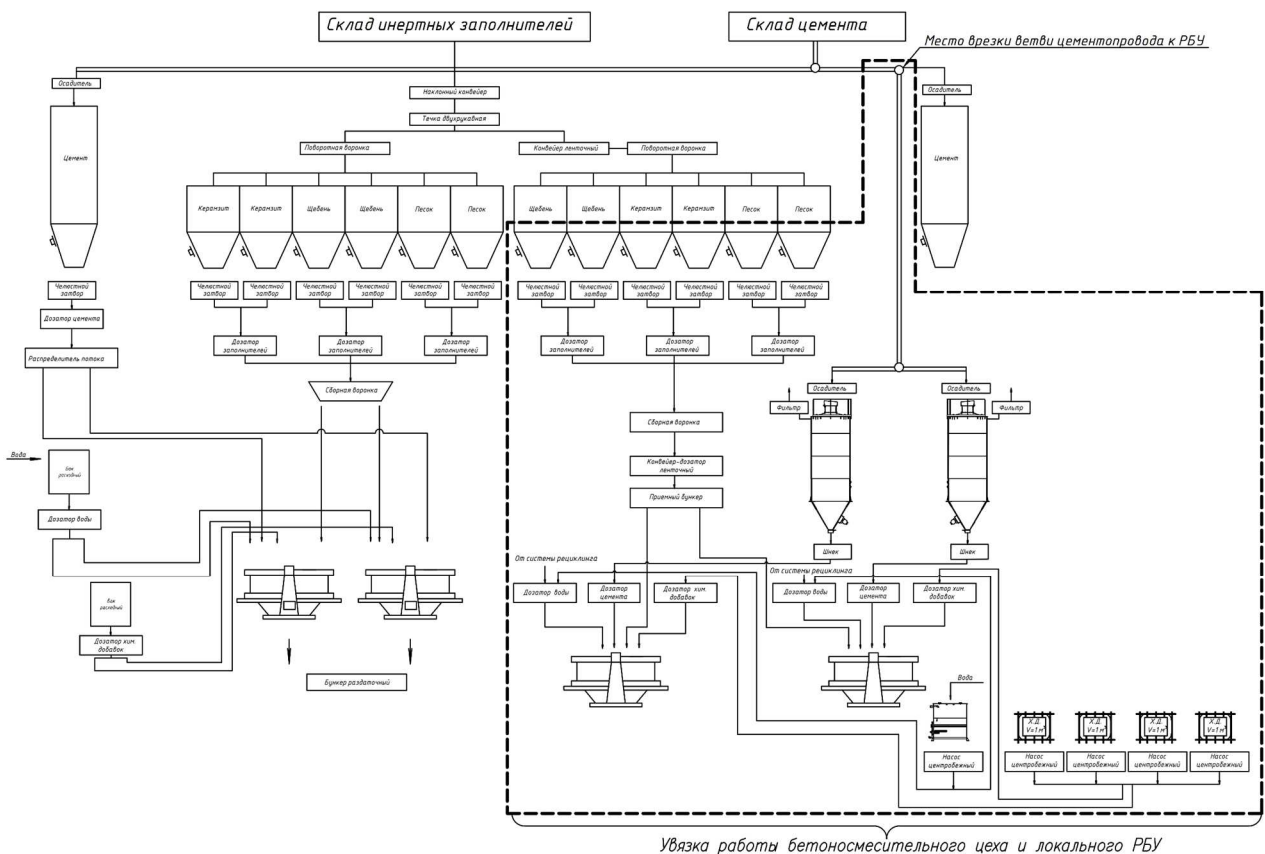 Склад инертных заполнителей
Склад цемента
Место врезки ветви цементопровода к РБУ
Осадитель
Осадитель
Наклонный конвейер
Течка двухрукавная
Поворотная воронка
Конвейер ленточный
Поворотная воронка
Цемент
Цемент
Керамзит
Керамзит
Щебень
Щебень
Песок
Песок
Щебень
Щебень
Керамзит
Керамзит
Песок
Песок
Челюстной
затвор
Челюстной
затвор
Челюстной
затвор
Челюстной
затвор
Челюстной
затвор
Челюстной
затвор
Челюстной
затвор
Челюстной
затвор
Челюстной
затвор
Челюстной
затвор
Челюстной
затвор
Челюстной
затвор
Челюстной
затвор
Дозатор цемента
Дозатор
заполнителей
Дозатор
заполнителей
Дозатор
заполнителей
Дозатор
заполнителей
Дозатор
заполнителей
Дозатор
заполнителей
Распределитель потока
Сборная воронка
Осадитель
Осадитель
Фильтр
Фильтр
Сборная воронка
Вода
Бак
расходный
Конвейер-дозатор
ленточный
Приемный бункер
Дозатор воды
Шнек
Шнек
От системы рециклинга
От системы рециклинга
Дозатор воды
Дозатор
цемента
Дозатор хим.
добавок
Дозатор воды
Дозатор
цемента
Дозатор хим.
добавок
Бак
расходный
Дозатор хим.
добавок
Бункер раздаточный
Вода
Х.Д.
V=1м³
Х.Д.
V=1м³
Х.Д.
V=1м³
Х.Д.
V=1м³
Насос
центровежный
Насос
центровежный
Насос
центровежный
Насос
центровежный
Насос
центровежный
Увязка работы бетоносмесительного цеха и локального РБУ